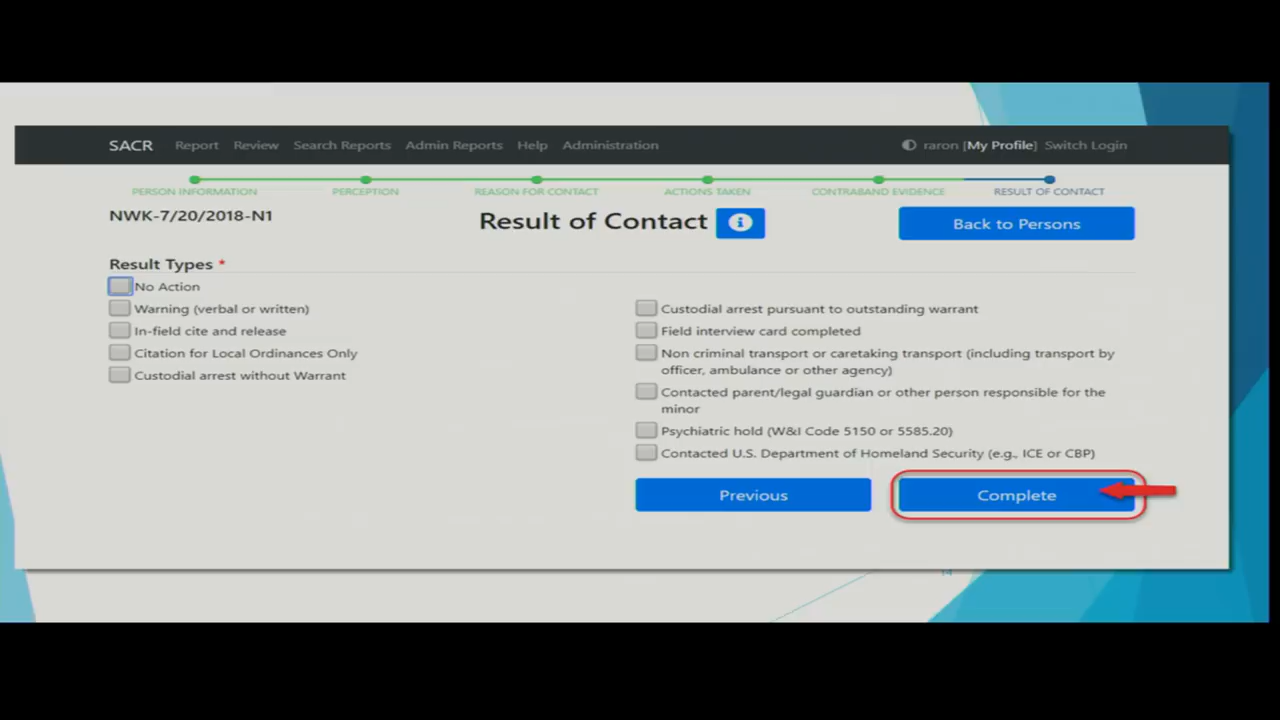 SACR Report Review Search Reports Admin Reports Help Administration raron [My Profile] Switch Login
PERSON INFORMATION PERCEPTION REASON FOR CONTACT ACTIONS TAKEN CONTRABAND EVIDENCE RESULT OF CONTACT
NWK-7/20/2018-N1
Result of Contact
Back to Persons
Result Types *
No Action
Warning (verbal or written)
In-field cite and release
Citation for Local Ordinances Only
Custodial arrest without Warrant
Custodial arrest pursuant to outstanding warrant
Field interview card completed
Non criminal transport or caretaking transport (including transport by
officer, ambulance or other agency)
Contacted parent/legal guardian or other person responsible for the
minor
Psychiatric hold (W&I Code 5150 or 5585.20)
Contacted U.S. Department of Homeland Security (e.g., ICE or CBP)
Previous
Complete